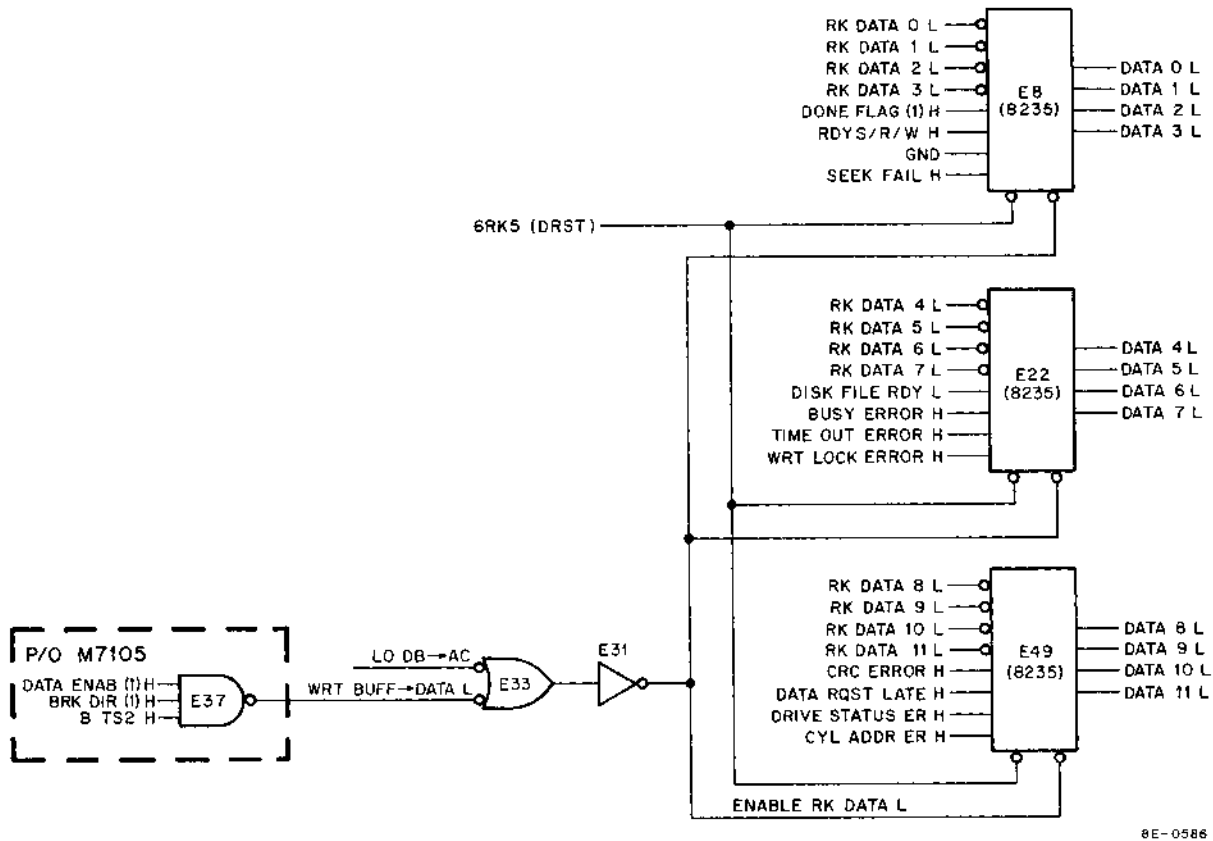 RK DATA 0 L
RK DATA 1 L
RK DATA 2 L
RK DATA 3 L
DONE FLAG (1) H
RDYS/R/W H
GND
SEEK FAIL H
E8
(8235)
DATA 0 L
DATA 1 L
DATA 2 L
DATA 3 L
6RK5 (DRST)
RK DATA 4 L
RK DATA 5 L
RK DATA 6 L
RK DATA 7 L
DISK FILE RDY L
BUSY ERROR H
TIME OUT ERROR H
WRT LOCK ERROR H
E22
(8235)
DATA 4 L
DATA 5 L
DATA 6 L
DATA 7 L
RK DATA 8 L
RK DATA 9 L
RK DATA 10 L
RK DATA 11 L
CRC ERROR H
DATA RQST LATE H
DRIVE STATUS ER H
CYL ADDR ER H
E49
(8235)
DATA 8 L
DATA 9 L
DATA 10 L
DATA 11 L
P/O M7105
DATA ENAB (1) H
BRK DIR (1) H
B TS2 H
E37
LO DB→AC
WRT BUFF→DATA L
E33
E31
ENABLE RK DATA L
8E-0586